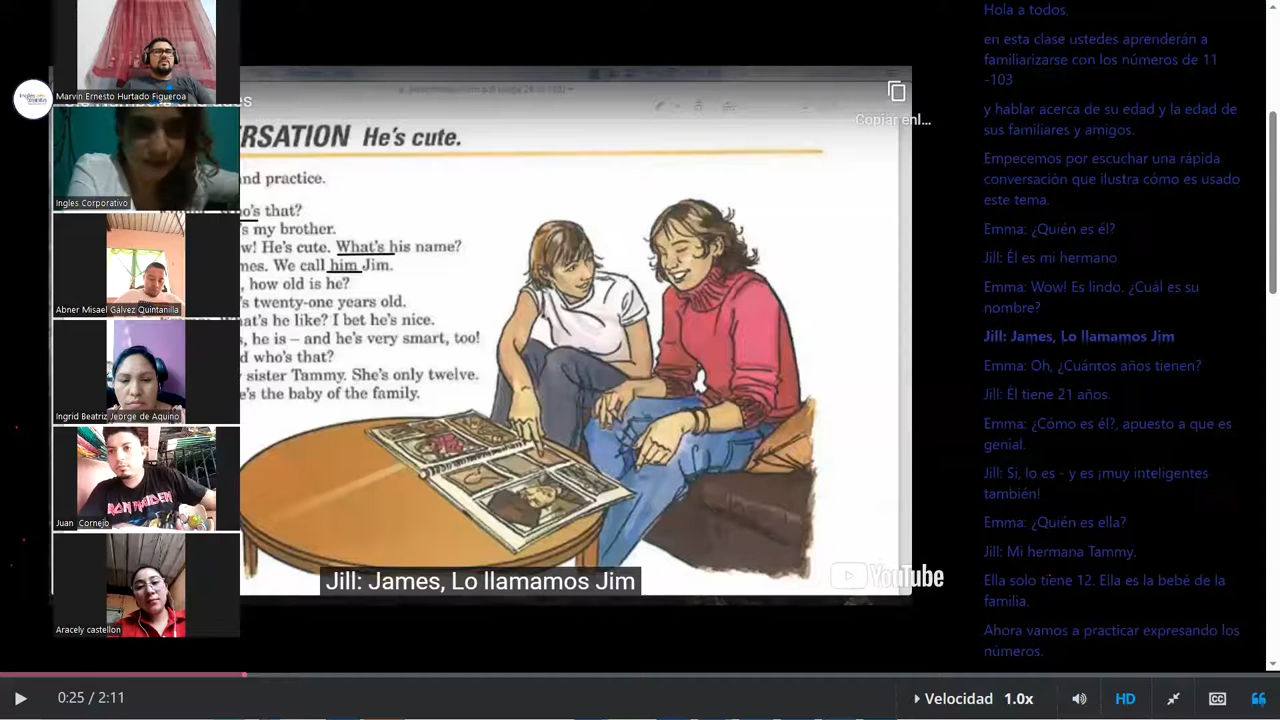 Marvin Ernesto Hurtado Figueroa
Ingles Corporativo
Abner Misael Gálvez Quintanilla
Ingrid Beatriz Jeorge de Aquino
Juan Cornejo
Aracely castellon
Copiar enl...
RSATION He's cute.
nd practice.
o's that?
's my brother.
w! He's cute. What's his name?
mes. We call him Jim.
, how old is he?
's twenty-one years old.
hat's he like? I bet he's nice.
s, he is – and he's very smart, too!
d who's that?
sister Tammy. She's only twelve.
e's the baby of the family.
Jill: James, Lo llamamos Jim
YouTube
Hola a todos,
en esta clase ustedes aprenderán a
familiarizarse con los números de 11
-103
y hablar acerca de su edad y la edad de
sus familiares y amigos.
Empecemos por escuchar una rápida
conversación que ilustra cómo es usado
este tema.
Emma: ¿Quién es él?
Jill: Él es mi hermano
Emma: Wow! Es lindo. ¿Cuál es su
nombre?
Jill: James, Lo llamamos Jim
Emma: Oh, ¿Cuántos años tienen?
Jill: Él tiene 21 años.
Emma: ¿Cómo es él?, apuesto a que es
genial.
Jill: Si, lo es - y es ¡muy inteligentes
también!
Emma: ¿Quién es ella?
Jill: Mi hermana Tammy.
Ella solo tiene 12. Ella es la bebé de la
familia.
Ahora vamos a practicar expresando los
números.
0:25 / 2:11
Velocidad 1.0x
HD
CC